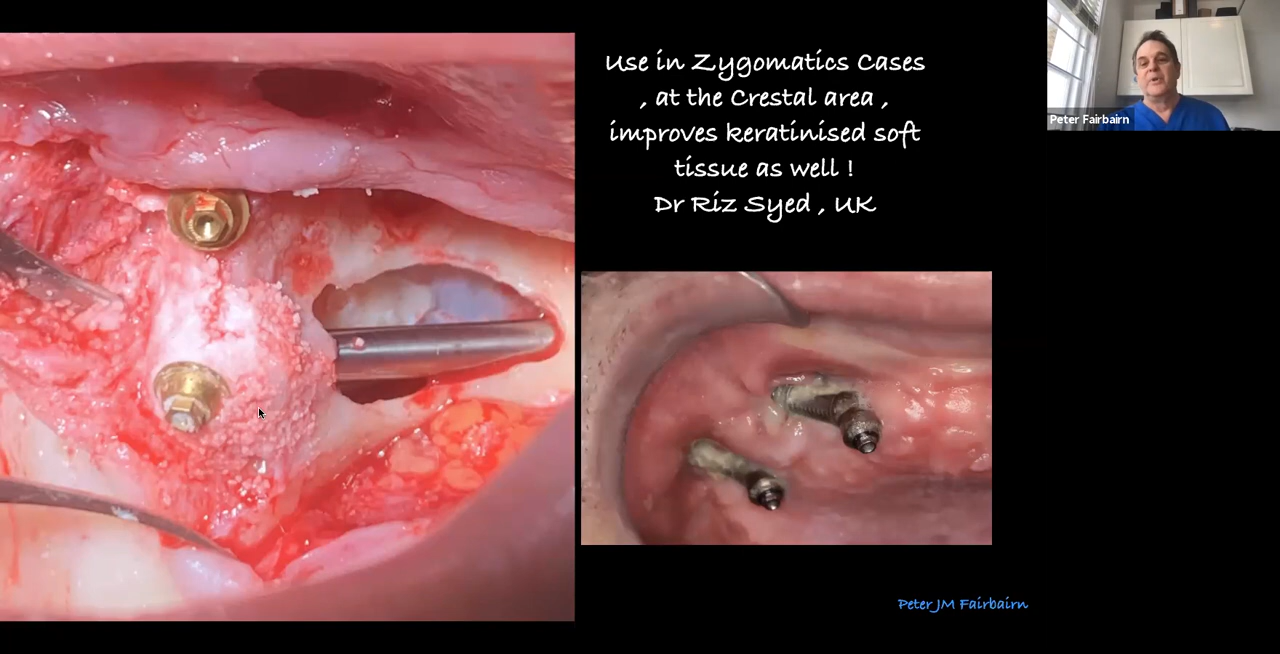 Use in Zygomatics Cases
, at the Crestal area ,
improves keratinised soft
tissue as well !
Dr Riz Syed , UK
Peter Fairbairn
Peter JM Fairbairn